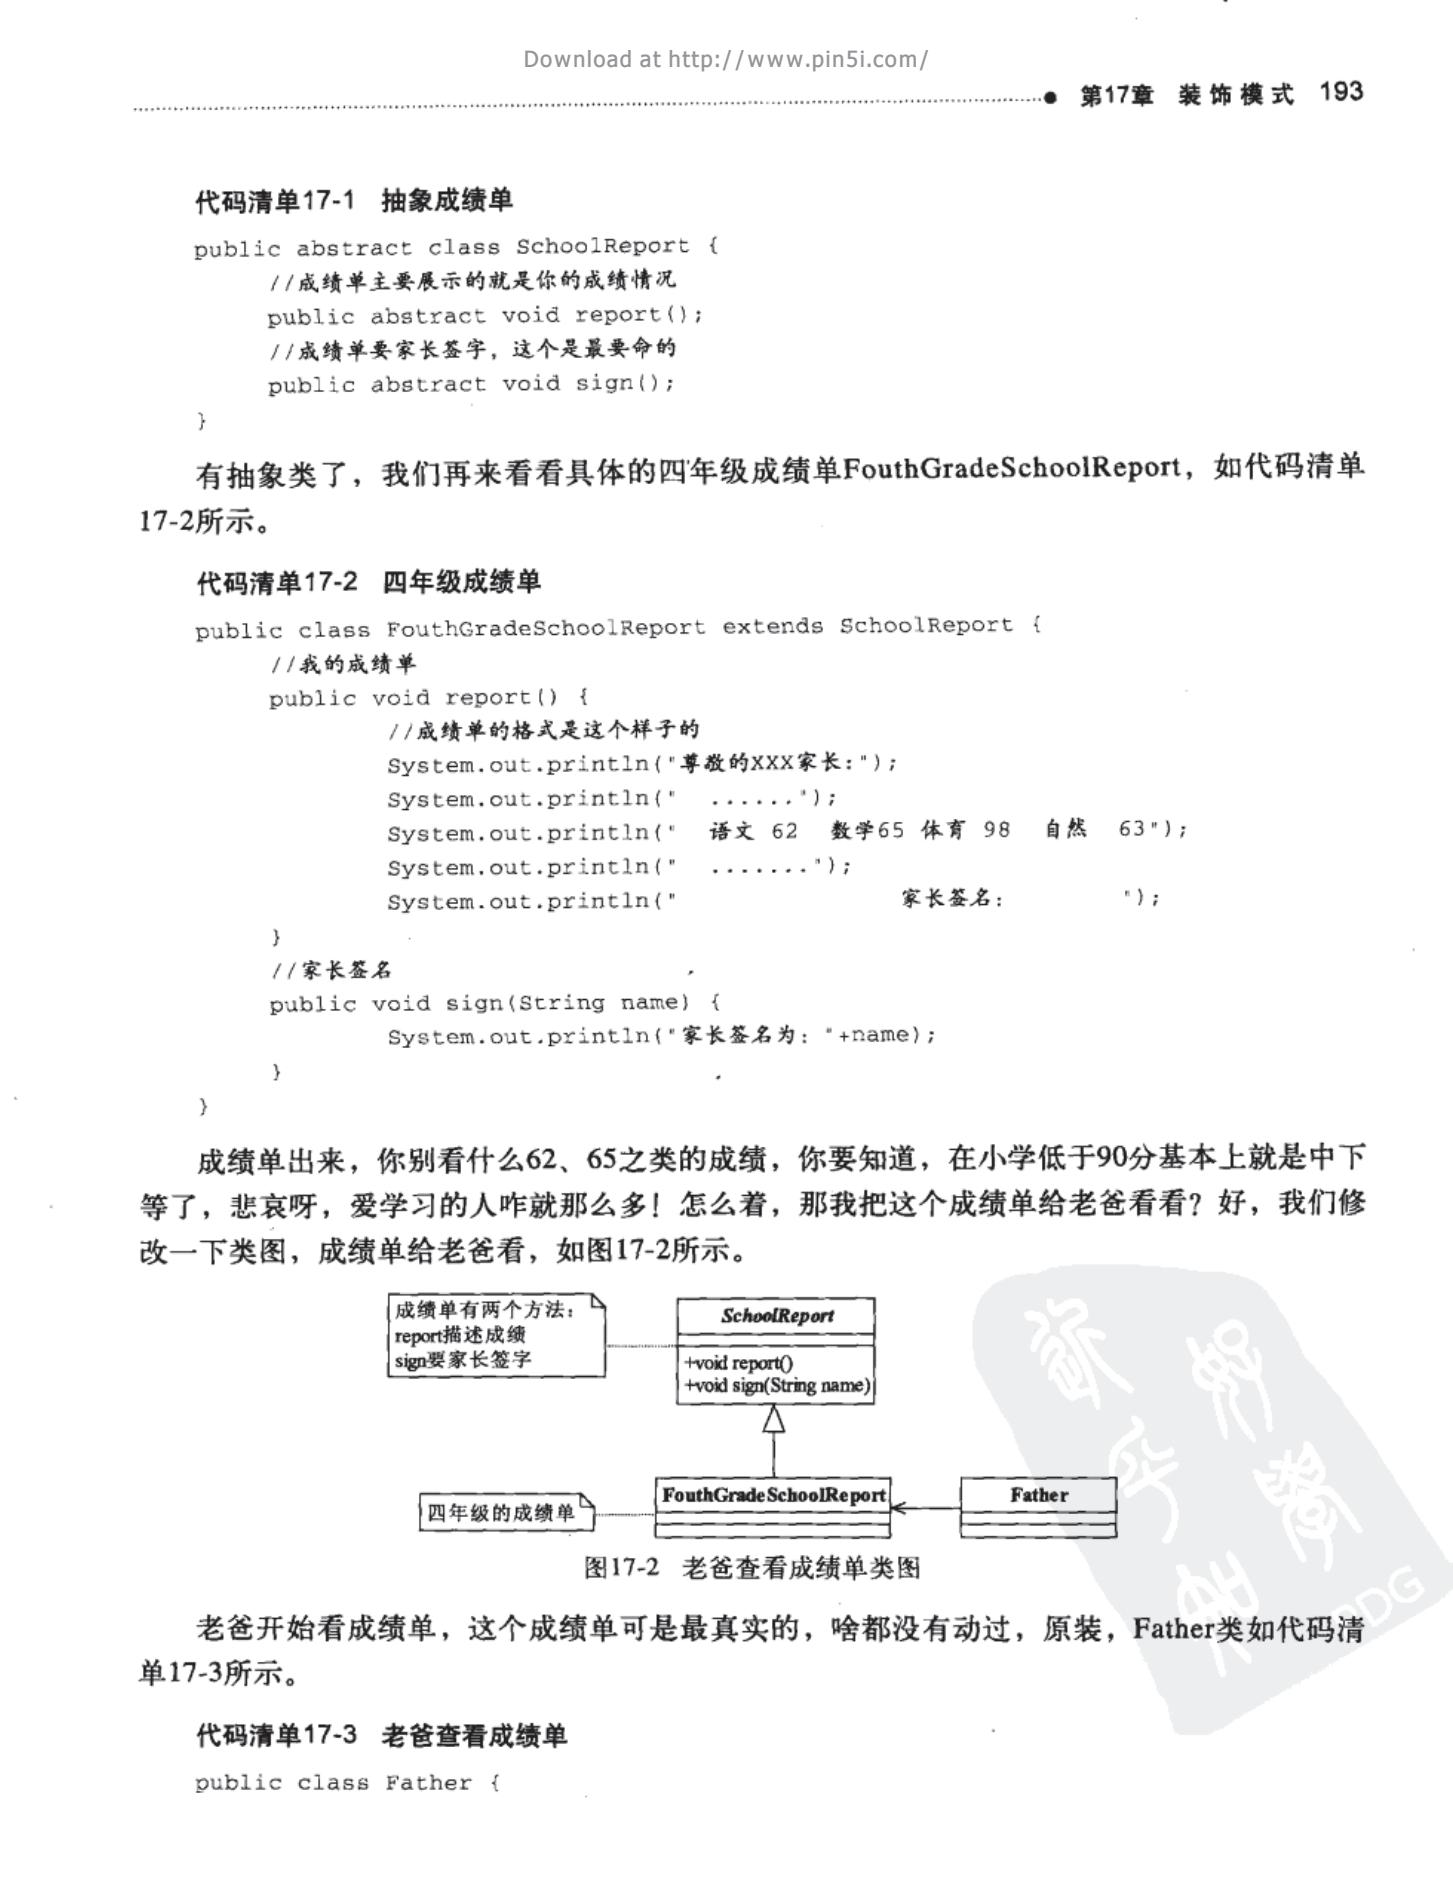 Download at http://www.pin5i.com/
第17章 装饰模式 193
代码清单17-1 抽象成绩单
public abstract class SchoolReport {
//成绩单主要展示的就是你的成绩情况
public abstract void report();
//成绩单要家长签字，这个是最要命的
public abstract void sign();
}
有抽象类了，我们再来看看具体的四年级成绩单FouthGradeSchoolReport，如代码清单
17-2所示。
代码清单17-2 四年级成绩单
public class FouthGradeSchoolReport extends SchoolReport {
//我的成绩单
public void report() {
//成绩单的格式是这个样子的
System.out.println("尊敬的XXX家长:");
System.out.println(" ......");
System.out.println(" 语文 62 数学65 体育 98 自然 63");
System.out.println(" .......");
System.out.println(" 家长签名: ");
}
//家长签名
public void sign(String name) {
System.out.println("家长签名为: "+name);
}
}
成绩单出来，你别看什么62、65之类的成绩，你要知道，在小学低于90分基本上就是中下
等了，悲哀呀，爱学习的人咋就那么多！怎么着，那我把这个成绩单给老爸看看？好，我们修
改一下类图，成绩单给老爸看，如图17-2所示。
成绩单有两个方法：
report描述成绩
sign要家长签字
SchoolReport
+void report()
+void sign(String name)
四年级的成绩单
FouthGradeSchoolReport
Father
图17-2 老爸查看成绩单类图
老爸开始看成绩单，这个成绩单可是最真实的，啥都没有动过，原装，Father类如代码清
单17-3所示。
代码清单17-3 老爸查看成绩单
public class Father {